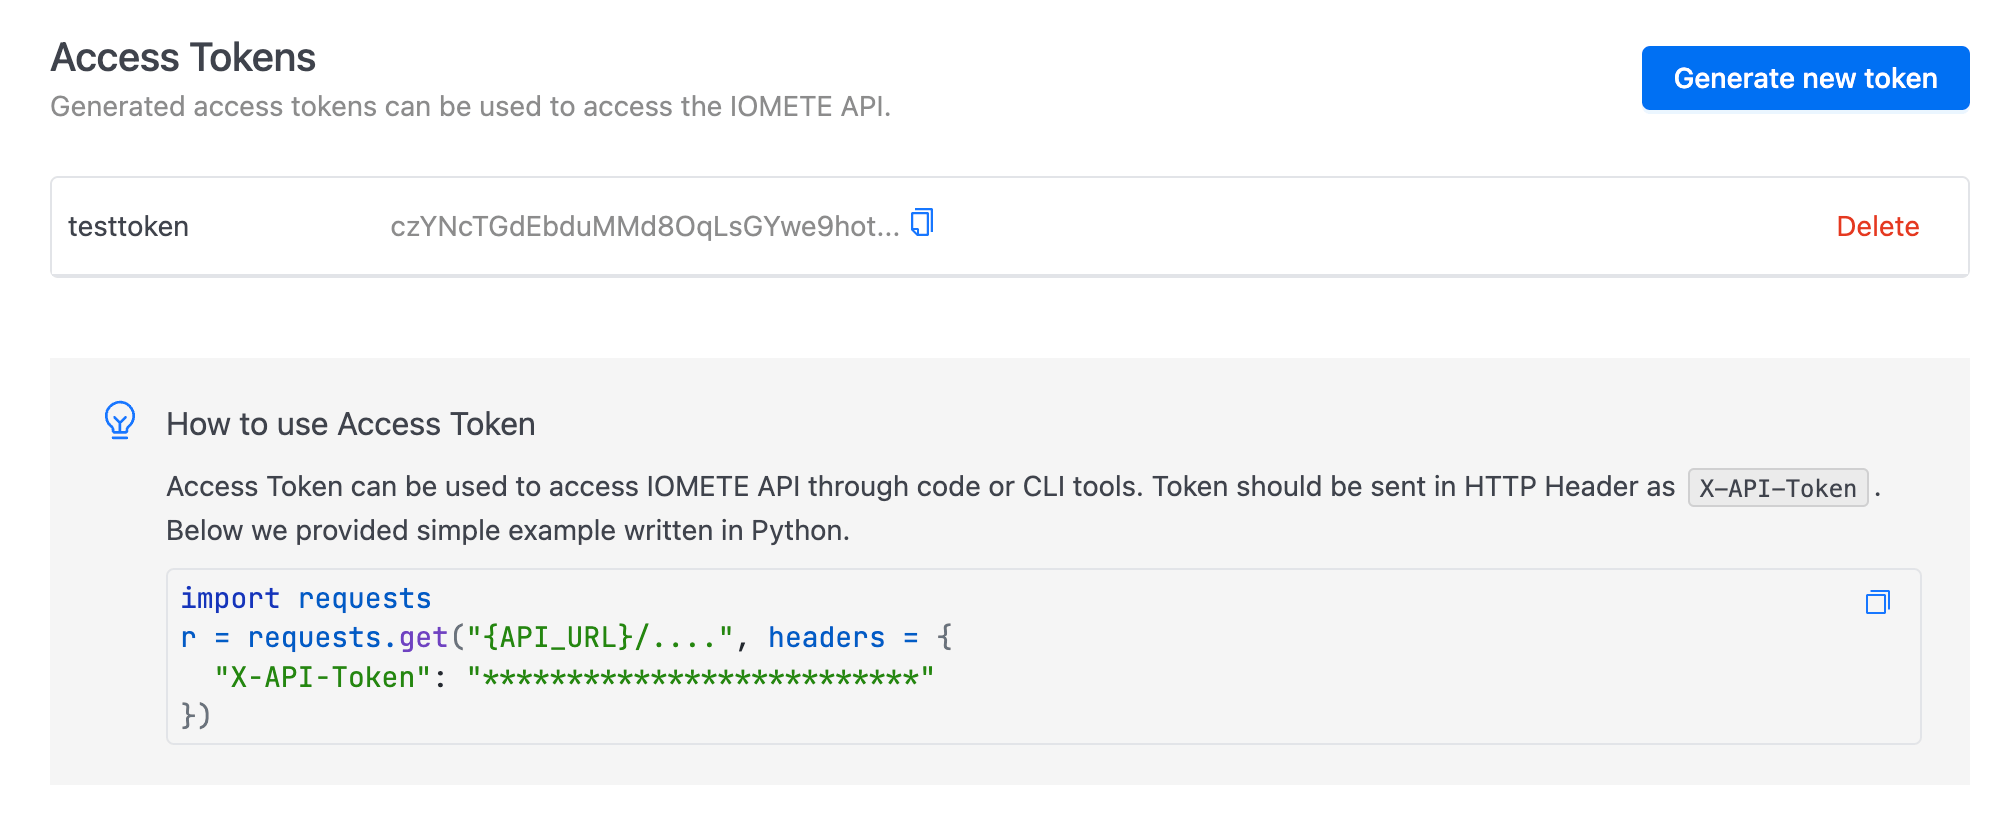 Access Tokens
Generate new token
Generated access tokens can be used to access the IOMETE API.
testtoken czYNcTGdEbduMMd8OqLsGYwe9hot... Delete
How to use Access Token
Access Token can be used to access IOMETE API through code or CLI tools. Token should be sent in HTTP Header as X-API-Token .
Below we provided simple example written in Python.
import requests
r = requests.get("{API_URL}/....", headers = {
  "X-API-Token": "**************************"
})